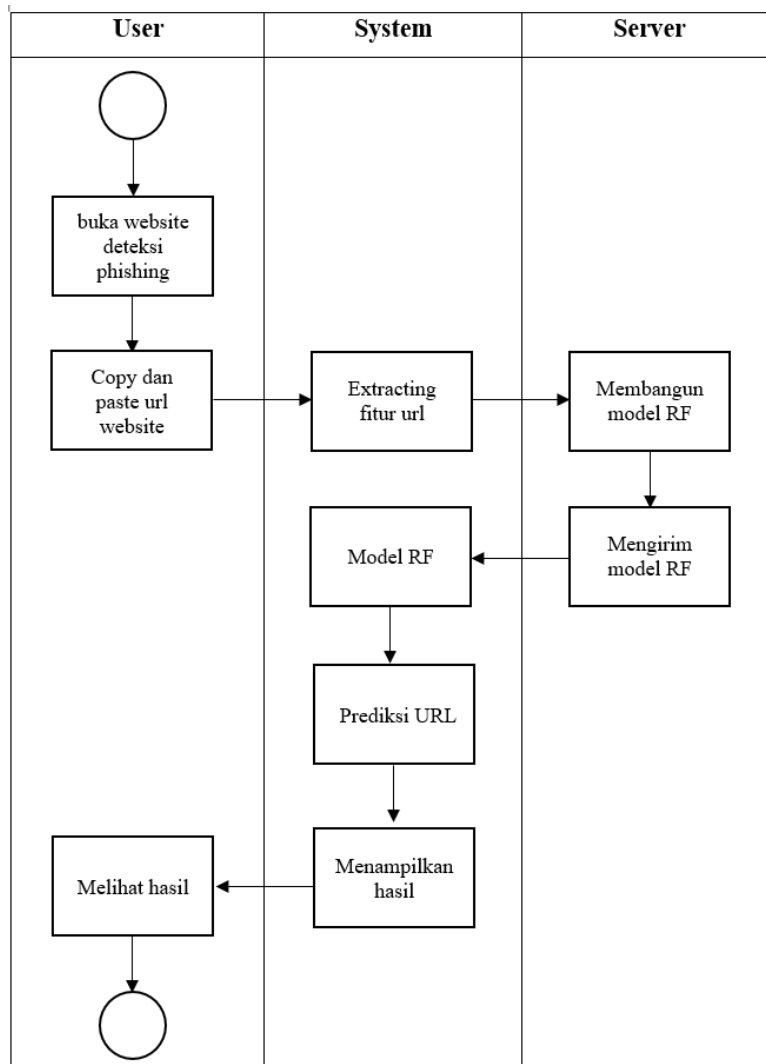 User
System
Server
buka website
deteksi
phishing
Copy dan
paste url
website
Extracting
fitur url
Membangun
model RF
Model RF
Mengirim
model RF
Prediksi URL
Melihat hasil
Menampilkan
hasil